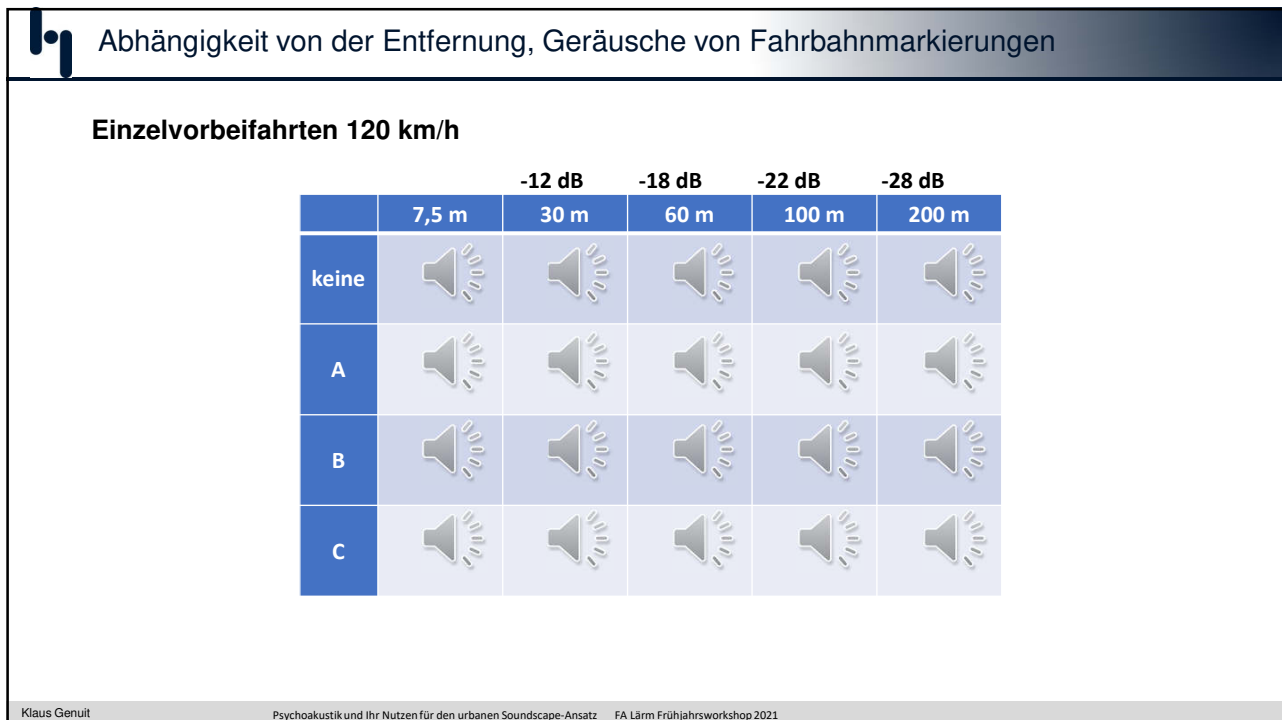 Abhängigkeit von der Entfernung, Geräusche von Fahrbahnmarkierungen
Einzelvorbeifahrten 120 km/h
-12 dB -18 dB -22 dB -28 dB
7,5 m 30 m 60 m 100 m 200 m
keine
A
B
C
Klaus Genuit Psychoakustik und Ihr Nutzen für den urbanen Soundscape-Ansatz FA Lärm Frühjahrsworkshop 2021